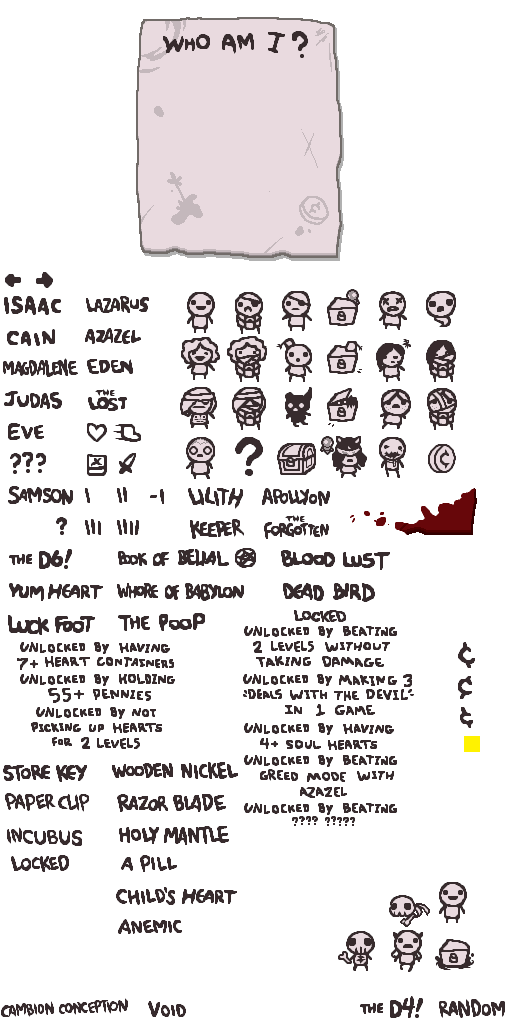 WHO AM I?
ISAAC LAZARUS
CAIN AZAZEL
MAGDALENE EDEN
JUDAS THE LOST
EVE
??? ?
SAMSON I II -I LILITH APOLLYON
? III IIII KEEPER THE FORGOTTEN
THE D6! BOOK OF BELIAL BLOOD LUST
YUM HEART WHORE OF BABYLON DEAD BIRD
LUCK FOOT THE POOP
LOCKED
UNLOCKED BY BEATING
2 LEVELS WITHOUT
TAKING DAMAGE
UNLOCKED BY MAKING 3
"DEALS WITH THE DEVIL"
IN 1 GAME
UNLOCKED BY HAVING
4+ SOUL HEARTS
UNLOCKED BY BEATING
GREED MODE WITH
AZAZEL
UNLOCKED BY BEATING
???? ?????
UNLOCKED BY HAVING
7+ HEART CONTAINERS
UNLOCKED BY HOLDING
55+ PENNIES
UNLOCKED BY NOT
PICKING UP HEARTS
FOR 2 LEVELS
¢
¢
¢
STORE KEY WOODEN NICKEL
PAPER CLIP RAZOR BLADE
INCUBUS HOLY MANTLE
LOCKED A PILL
CHILD'S HEART
ANEMIC
CAMBION CONCEPTION VOID THE D4! RANDOM